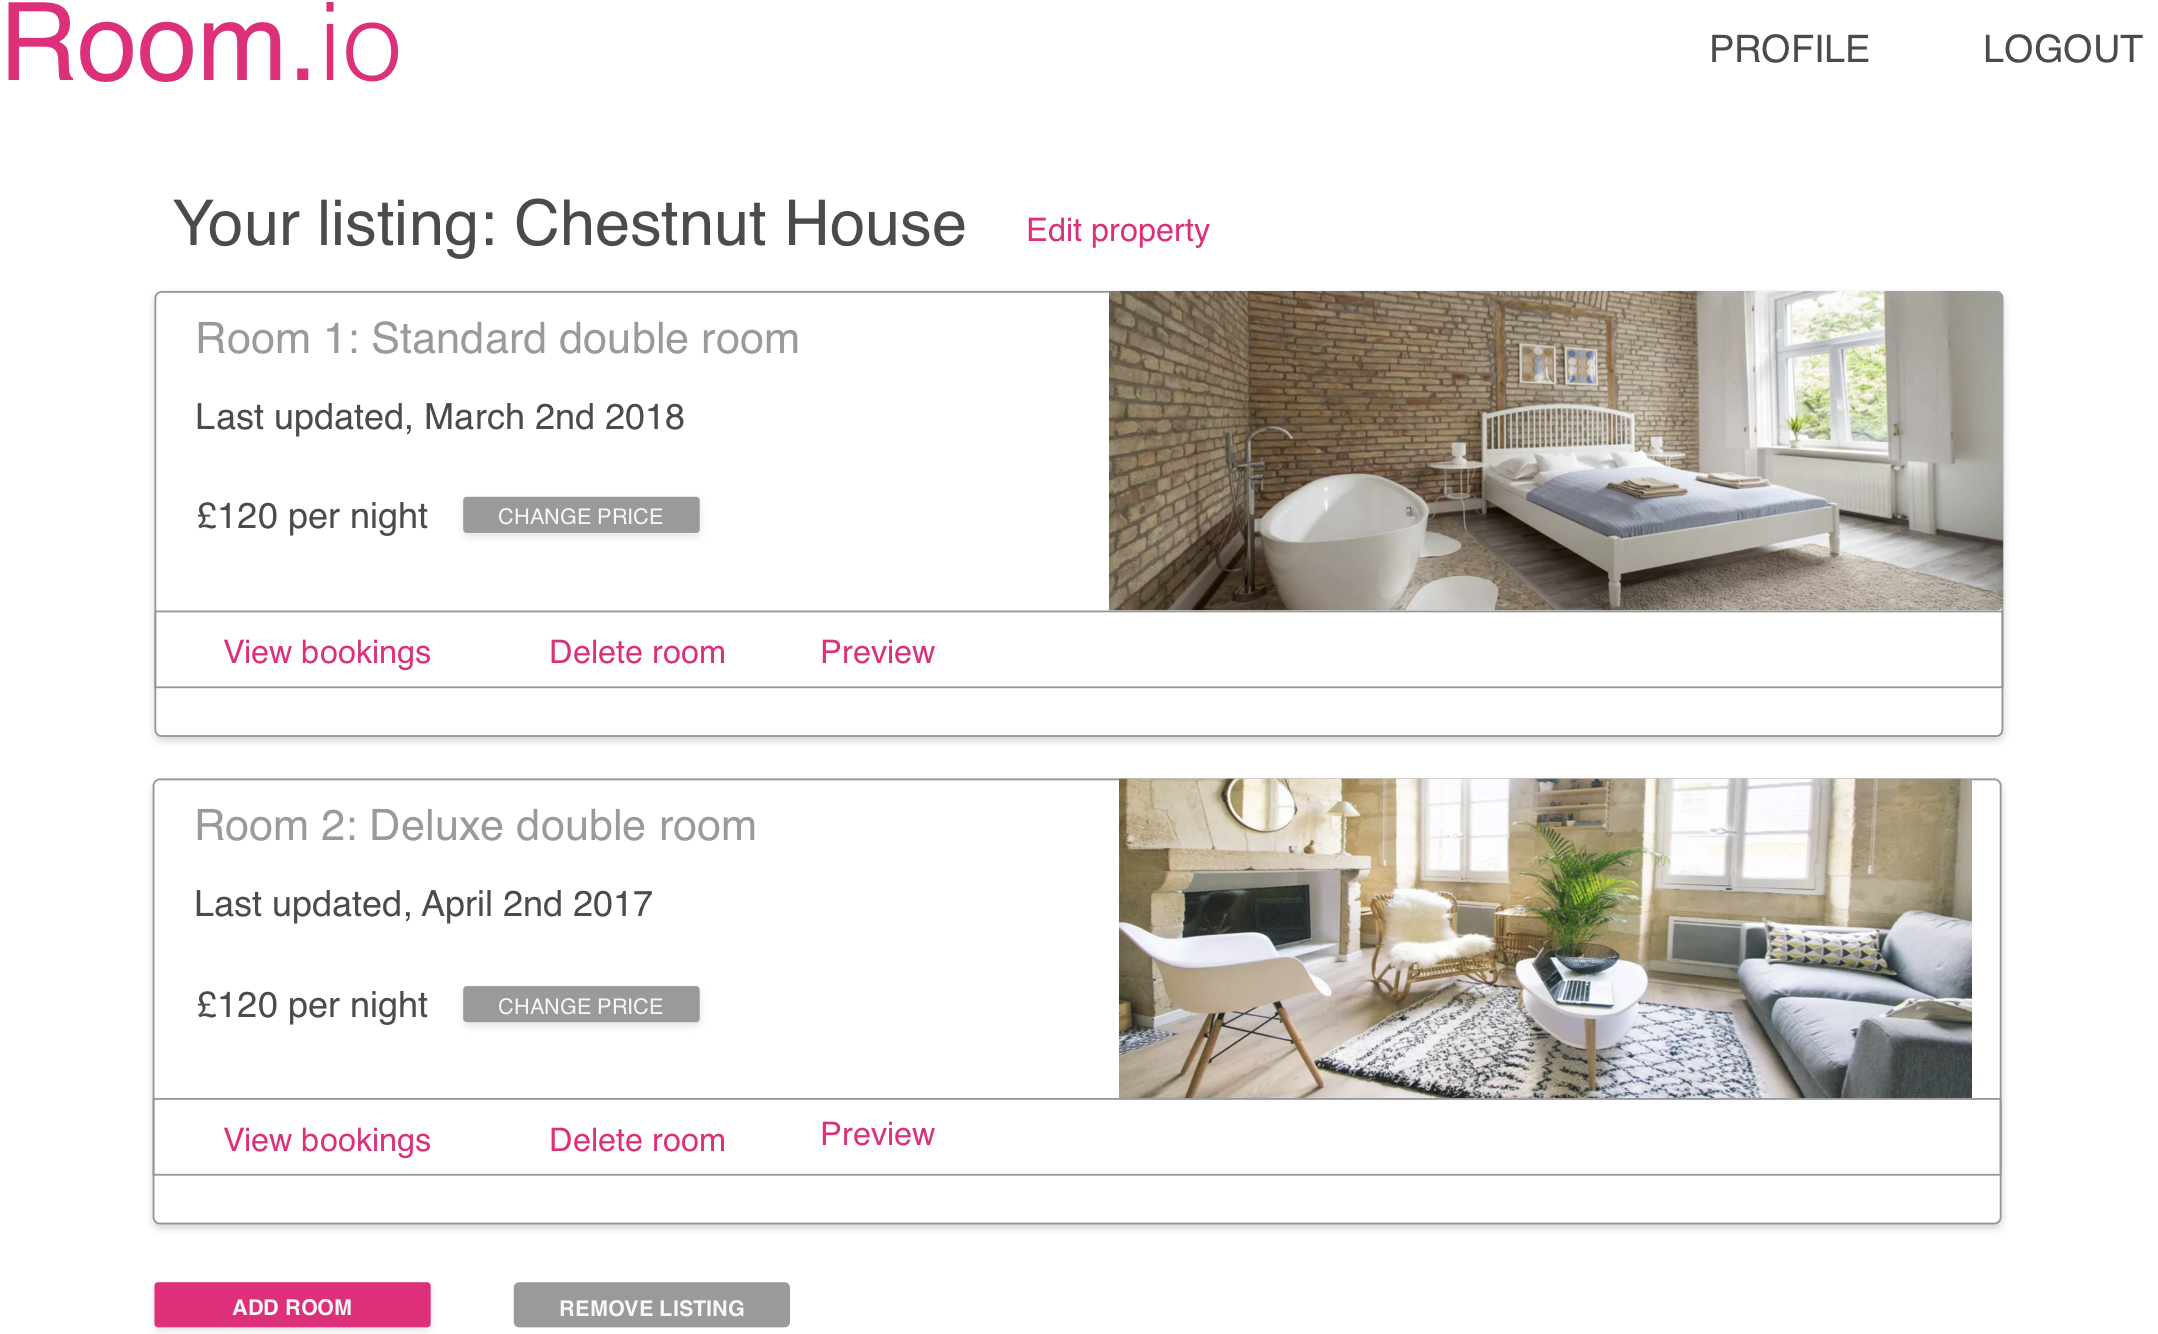 Room.io
PROFILE LOGOUT
Your listing: Chestnut House Edit property
Room 1: Standard double room
Last updated, March 2nd 2018
£120 per night CHANGE PRICE
View bookings Delete room Preview
Room 2: Deluxe double room
Last updated, April 2nd 2017
£120 per night CHANGE PRICE
View bookings Delete room Preview
ADD ROOM REMOVE LISTING